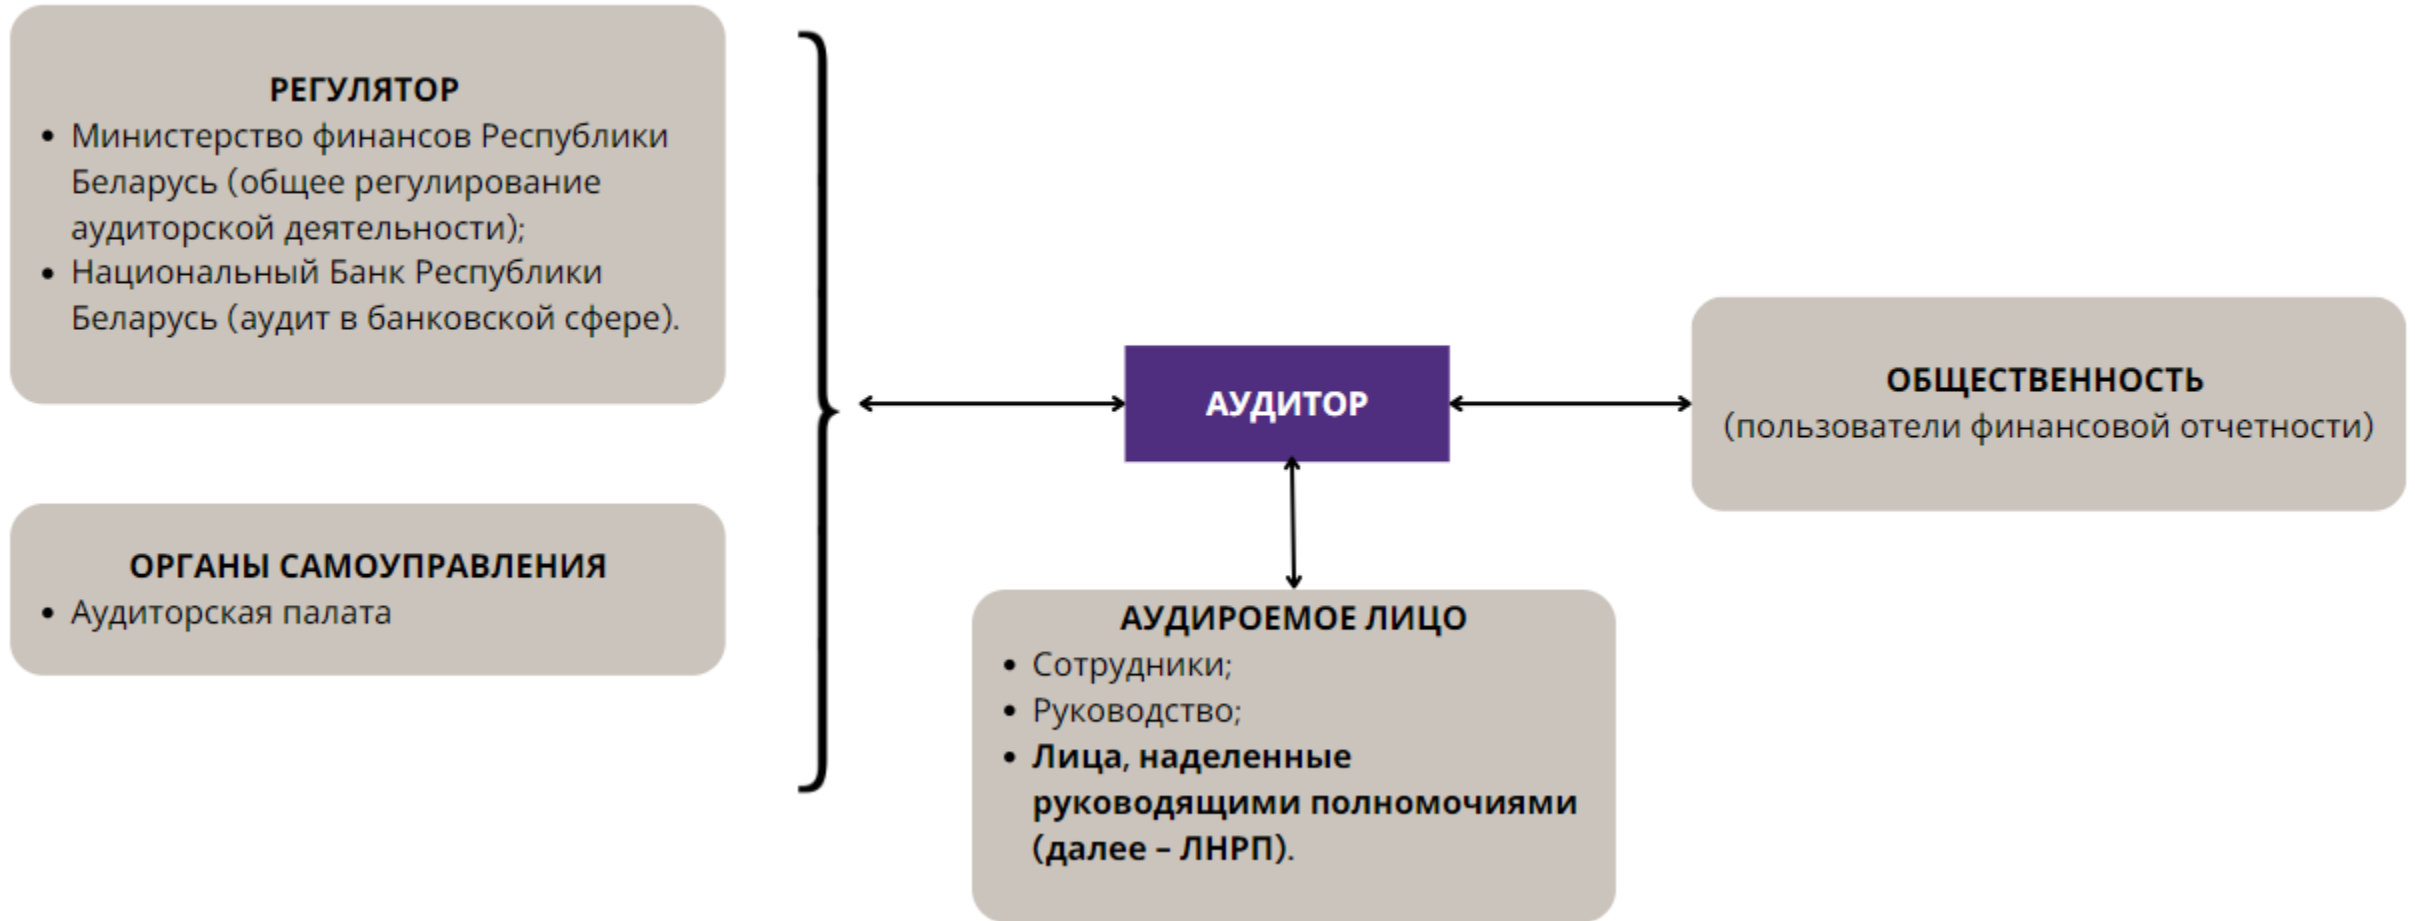 РЕГУЛЯТОР
• Министерство финансов Республики
Беларусь (общее регулирование
аудиторской деятельности);
• Национальный Банк Республики
Беларусь (аудит в банковской сфере).
ОРГАНЫ САМОУПРАВЛЕНИЯ
• Аудиторская палата
АУДИТОР
АУДИРОЕМОЕ ЛИЦО
• Сотрудники;
• Руководство;
• Лица, наделенные
руководящими полномочиями
(далее – ЛНРП).
ОБЩЕСТВЕННОСТЬ
(пользователи финансовой отчетности)